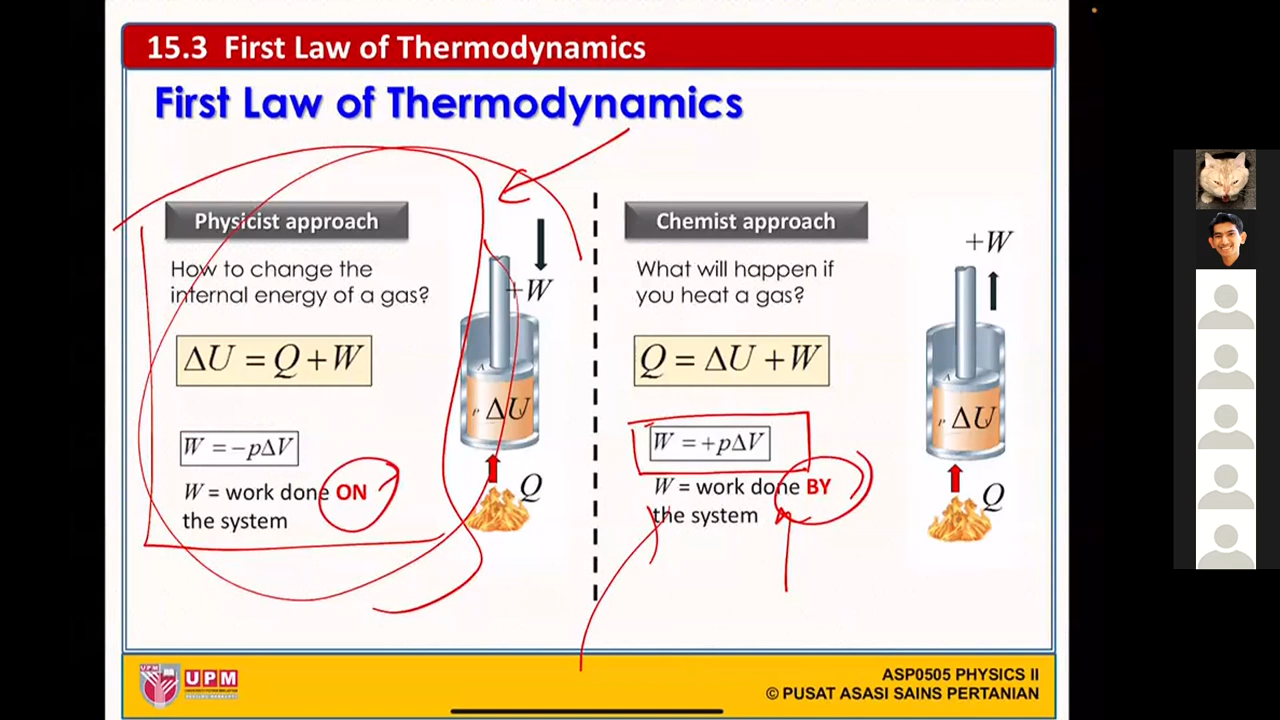 15.3 First Law of Thermodynamics
First Law of Thermodynamics
Physicist approach
How to change the
internal energy of a gas?
ΔU = Q + W
W = −pΔV
W = work done ON
the system
+W
A
P ΔU
Q
Chemist approach
What will happen if
you heat a gas?
Q = ΔU + W
W = +pΔV
W = work done BY
the system
+W
A
P ΔU
Q
UPM
UPM
ASP0505 PHYSICS II
© PUSAT ASASI SAINS PERTANIAN